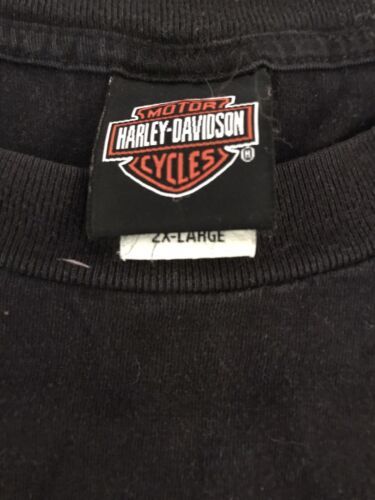 MOTOR
HARLEY-DAVIDSON
CYCLES
®
2X-LARGE